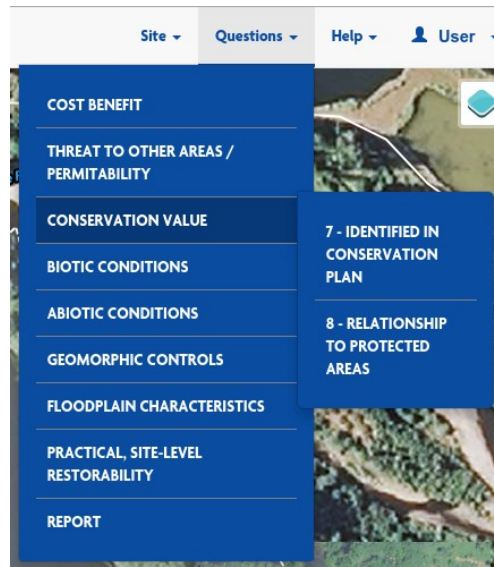 Site
Questions
Help
User
COST BENEFIT
THREAT TO OTHER AREAS /
PERMITABILITY
CONSERVATION VALUE
BIOTIC CONDITIONS
ABIOTIC CONDITIONS
GEOMORPHIC CONTROLS
FLOODPLAIN CHARACTERISTICS
PRACTICAL, SITE-LEVEL
RESTORABILITY
REPORT
7 - IDENTIFIED IN
CONSERVATION
PLAN
8 - RELATIONSHIP
TO PROTECTED
AREAS